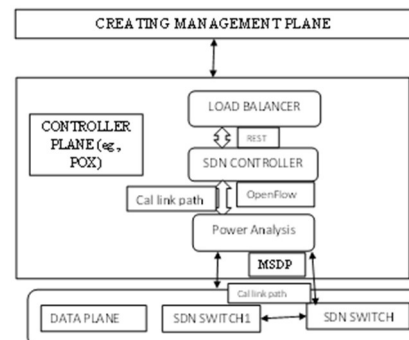 CREATING MANAGEMENT PLANE
LOAD BALANCER
REST
CONTROLLER
PLANE (eg,
POX)
SDN CONTROLLER
Cal link path
OpenFlow
Power Analysis
MSDP
Cal link path
DATA PLANE
SDN SWITCH1
SDN SWITCH